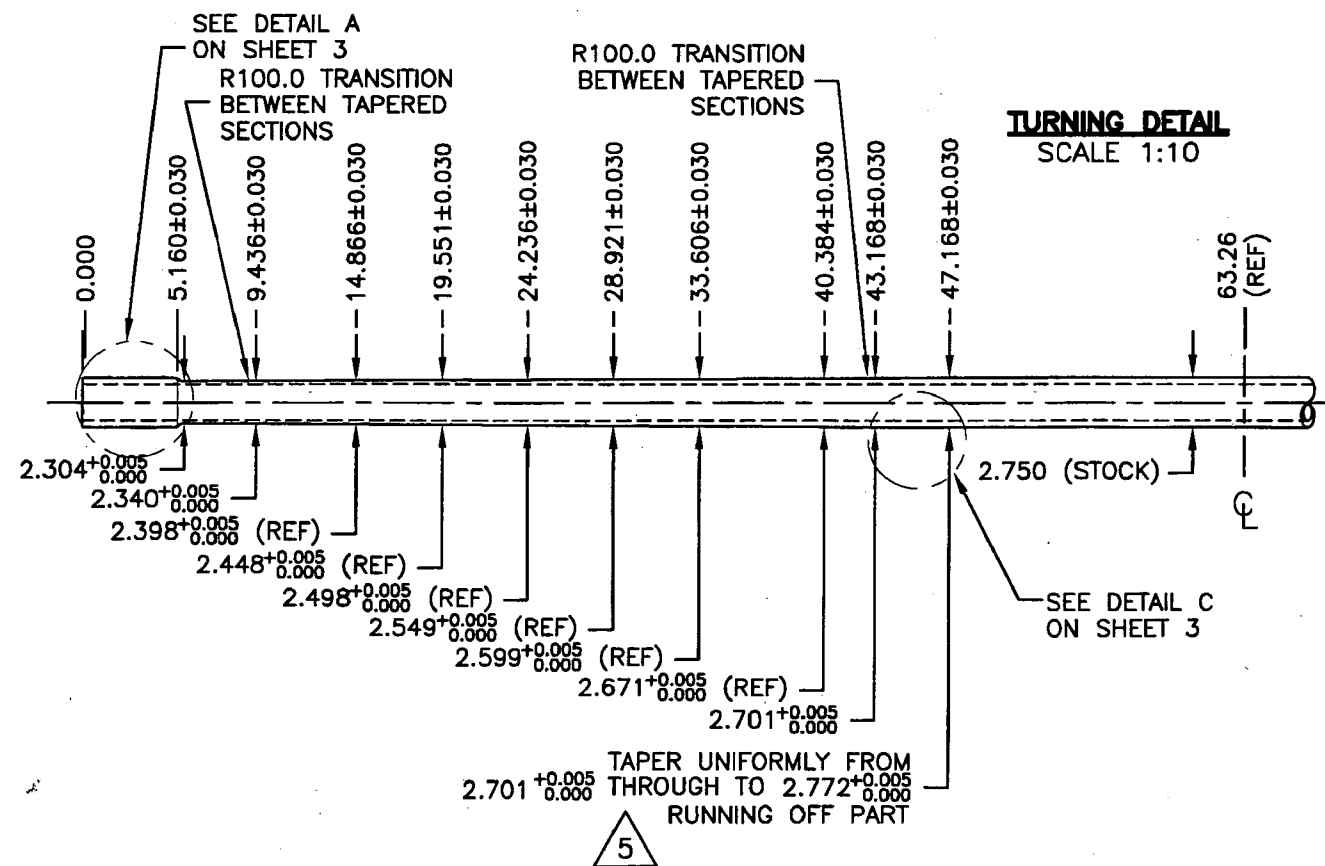 SEE DETAIL A
ON SHEET 3
R100.0 TRANSITION
BETWEEN TAPERED
SECTIONS
R100.0 TRANSITION
BETWEEN TAPERED
SECTIONS
TURNING DETAIL
SCALE 1:10
0.000
5.160±0.030
9.436±0.030
14.866±0.030
19.551±0.030
24.236±0.030
28.921±0.030
33.606±0.030
40.384±0.030
43.168±0.030
47.168±0.030
63.26
(REF)
2.304 +0.005 0.000
2.340 +0.005 0.000
2.398 +0.005 0.000 (REF)
2.448 +0.005 0.000 (REF)
2.498 +0.005 0.000 (REF)
2.549 +0.005 0.000 (REF)
2.599 +0.005 0.000 (REF)
2.671 +0.005 0.000 (REF)
2.701 +0.005 0.000
2.750 (STOCK)
℄
SEE DETAIL C
ON SHEET 3
TAPER UNIFORMLY FROM
2.701 +0.005 0.000 THROUGH TO 2.772 +0.005 0.000
RUNNING OFF PART
5